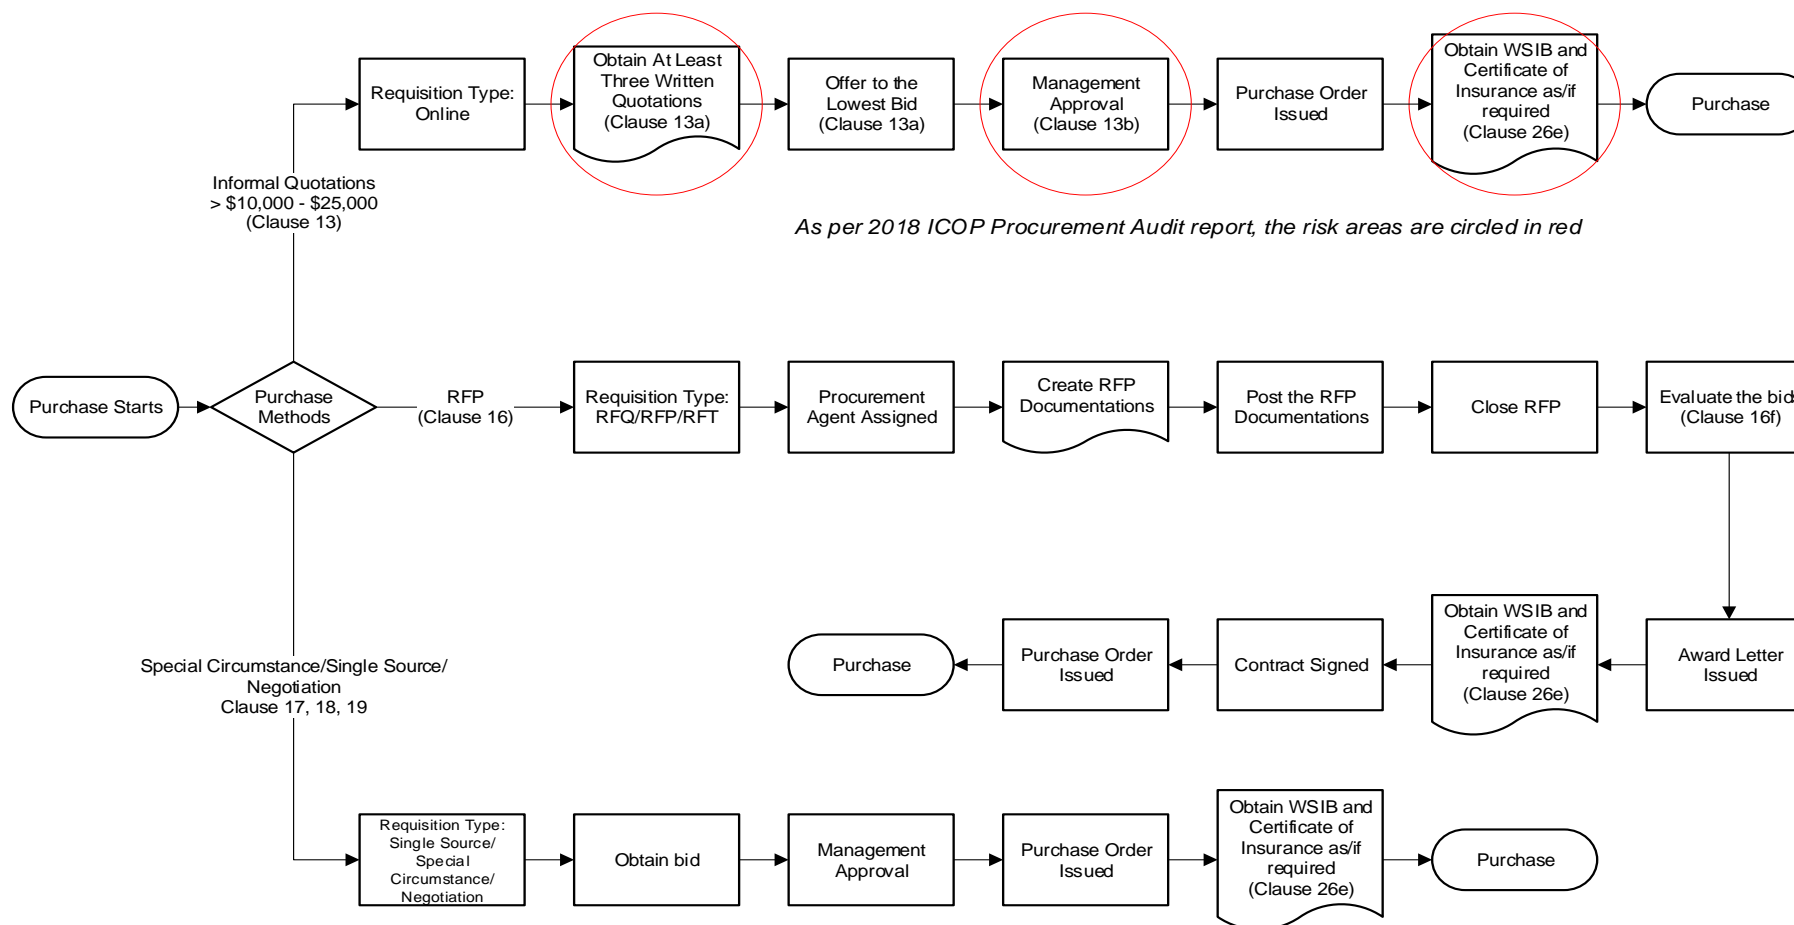 Requisition Type:
Online
Obtain At Least
Three Written
Quotations
(Clause 13a)
Offer to the
Lowest Bid
(Clause 13a)
Management
Approval
(Clause 13b)
Purchase Order
Issued
Obtain WSIB and
Certificate of
Insurance as/if
required
(Clause 26e)
Purchase
Informal Quotations
> $10,000 - $25,000
(Clause 13)
As per 2018 ICOP Procurement Audit report, the risk areas are circled in red
Purchase Starts
Purchase
Methods
RFP
(Clause 16)
Requisition Type:
RFQ/RFP/RFT
Procurement
Agent Assigned
Create RFP
Documentations
Post the RFP
Documentations
Close RFP
Evaluate the bids
(Clause 16f)
Purchase
Purchase Order
Issued
Contract Signed
Obtain WSIB and
Certificate of
Insurance as/if
required
(Clause 26e)
Award Letter
Issued
Special Circumstance/Single Source/
Negotiation
Clause 17, 18, 19
Requisition Type:
Single Source/
Special
Circumstance/
Negotiation
Obtain bid
Management
Approval
Purchase Order
Issued
Obtain WSIB and
Certificate of
Insurance as/if
required
(Clause 26e)
Purchase